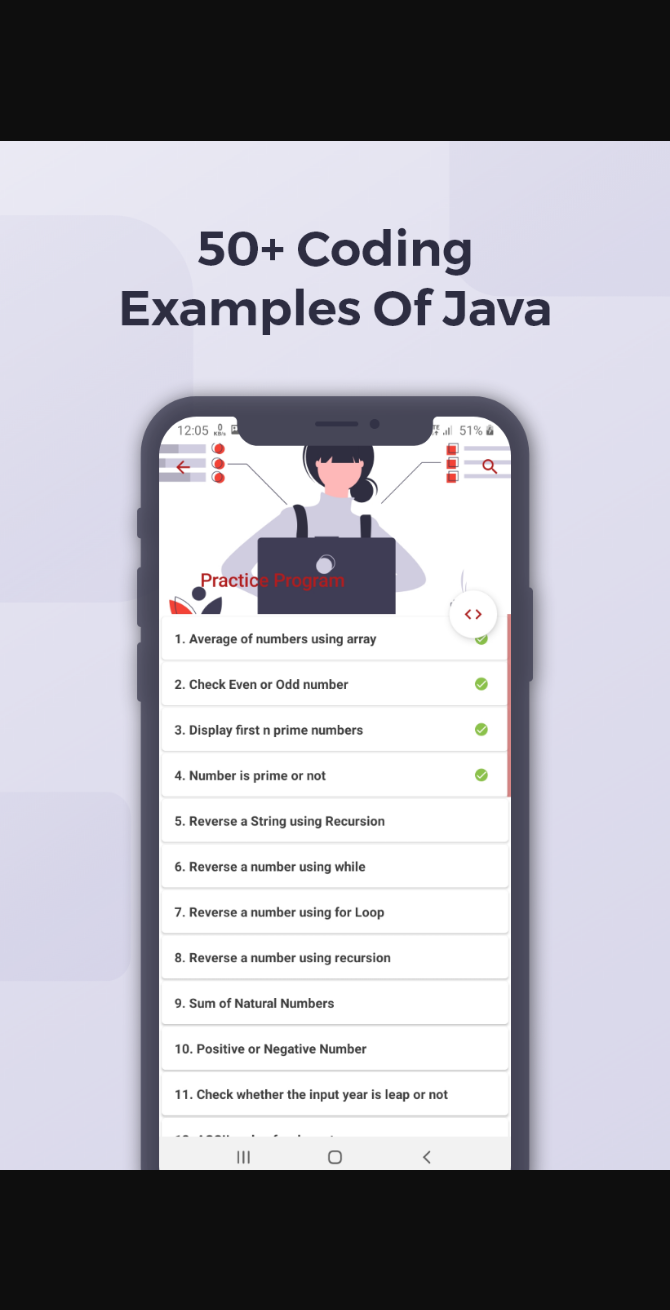 50+ Coding
Examples Of Java
12:05 0 KB/s 51%
Practice Program
1. Average of numbers using array
2. Check Even or Odd number
3. Display first n prime numbers
4. Number is prime or not
5. Reverse a String using Recursion
6. Reverse a number using while
7. Reverse a number using for Loop
8. Reverse a number using recursion
9. Sum of Natural Numbers
10. Positive or Negative Number
11. Check whether the input year is leap or not